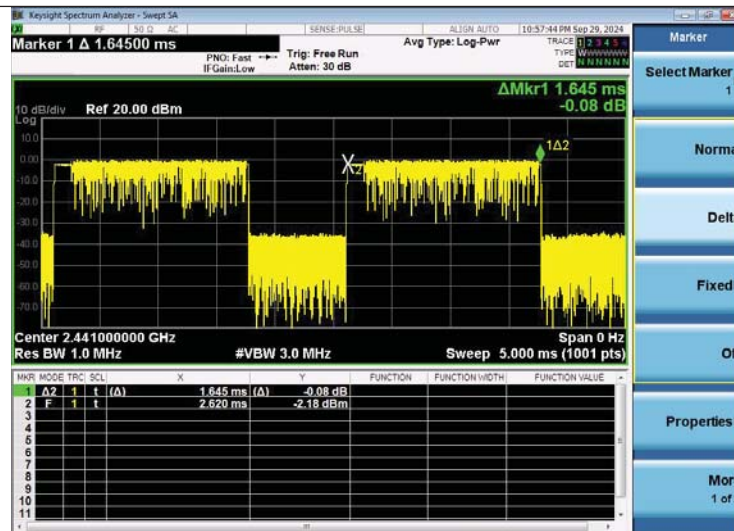 Keysight Spectrum Analyzer - Swept SA
RF 50 Ω AC SENSE:PULSE ALIGN AUTO 10:57:44 PM Sep 29, 2024
Marker 1 Δ 1.64500 ms
PNO: Fast
IFGain:Low
Trig: Free Run
Atten: 30 dB
Avg Type: Log-Pwr
TRACE 1 2 3 4 5 6
TYPE W
DET N N N N N N
ΔMkr1 1.645 ms
-0.08 dB
10 dB/div Ref 20.00 dBm
Log
10.0
0.00
-10.0
-20.0
-30.0
-40.0
-50.0
-60.0
-70.0
X2
1Δ2
Center 2.441000000 GHz Span 0 Hz
Res BW 1.0 MHz #VBW 3.0 MHz Sweep 5.000 ms (1001 pts)
MKR MODE TRC SCL X Y FUNCTION FUNCTION WIDTH FUNCTION VALUE
1 Δ2 1 t (Δ) 1.645 ms (Δ) -0.08 dB
2 F 1 t 2.620 ms -2.18 dBm
3
4
5
6
7
8
9
10
11
Marker
Select Marker
1
Norma
Delt
Fixed
Of
Properties
Mor
1 of